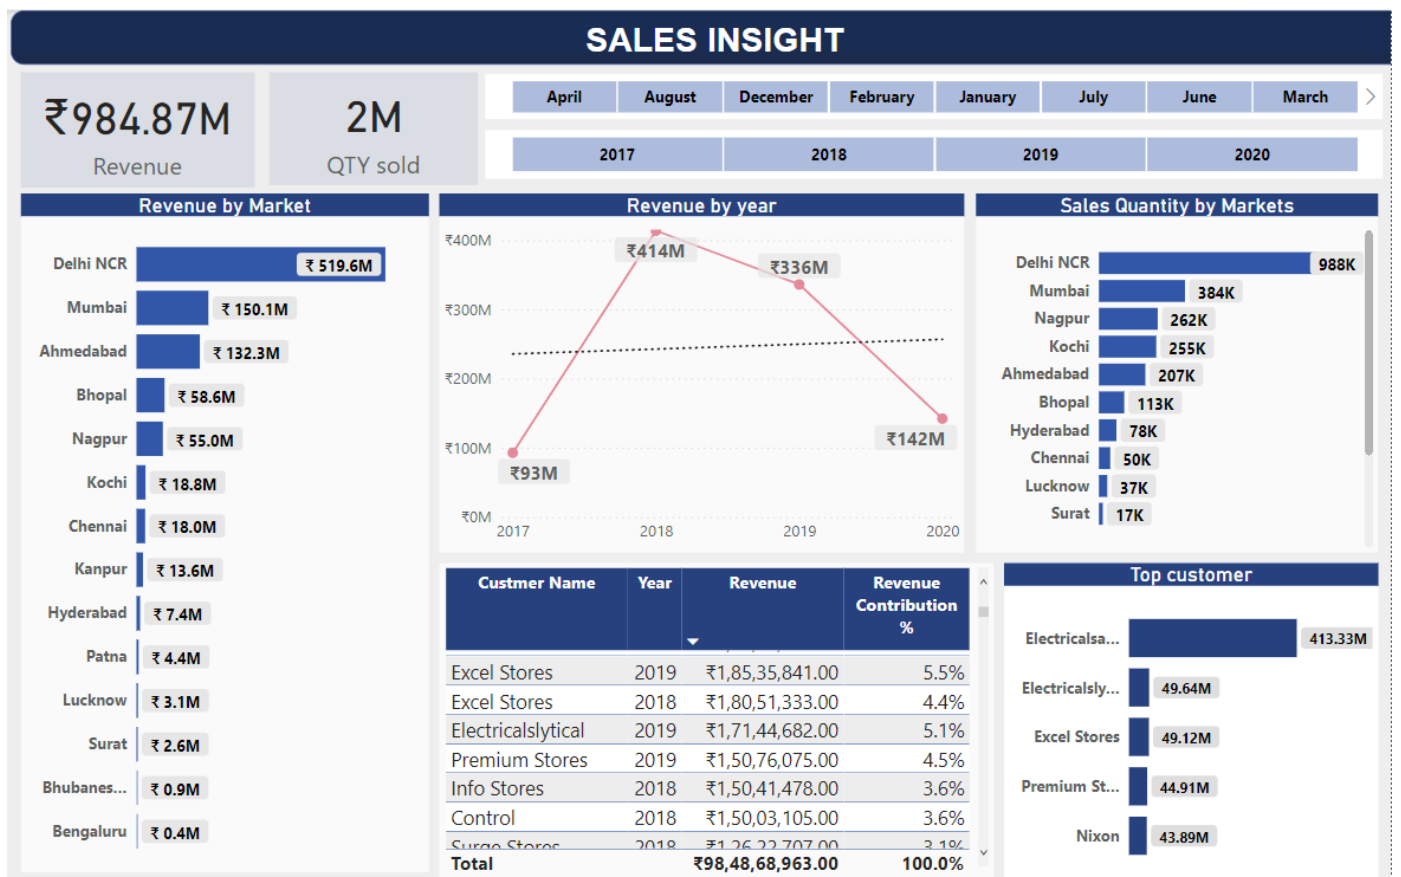 SALES INSIGHT
₹984.87M
Revenue
2M
QTY sold
April August December February January July June March
2017 2018 2019 2020
Revenue by Market
Delhi NCR ₹ 519.6M
Mumbai ₹ 150.1M
Ahmedabad ₹ 132.3M
Bhopal ₹ 58.6M
Nagpur ₹ 55.0M
Kochi ₹ 18.8M
Chennai ₹ 18.0M
Kanpur ₹ 13.6M
Hyderabad ₹ 7.4M
Patna ₹ 4.4M
Lucknow ₹ 3.1M
Surat ₹ 2.6M
Bhubanes... ₹ 0.9M
Bengaluru ₹ 0.4M
Revenue by year
₹400M
₹300M
₹200M
₹100M
₹0M
₹93M
₹414M
₹336M
₹142M
2017 2018 2019 2020
Sales Quantity by Markets
Delhi NCR 988K
Mumbai 384K
Nagpur 262K
Kochi 255K
Ahmedabad 207K
Bhopal 113K
Hyderabad 78K
Chennai 50K
Lucknow 37K
Surat 17K
Custmer Name Year Revenue Revenue
Contribution
%
Excel Stores 2019 ₹1,85,35,841.00 5.5%
Excel Stores 2018 ₹1,80,51,333.00 4.4%
Electricalslytical 2019 ₹1,71,44,682.00 5.1%
Premium Stores 2019 ₹1,50,76,075.00 4.5%
Info Stores 2018 ₹1,50,41,478.00 3.6%
Control 2018 ₹1,50,03,105.00 3.6%
Surge Stores 2018 ₹1,26,22,707.00 3.1%
Total ₹98,48,68,963.00 100.0%
Top customer
Electricalsa... 413.33M
Electricalsly... 49.64M
Excel Stores 49.12M
Premium St... 44.91M
Nixon 43.89M